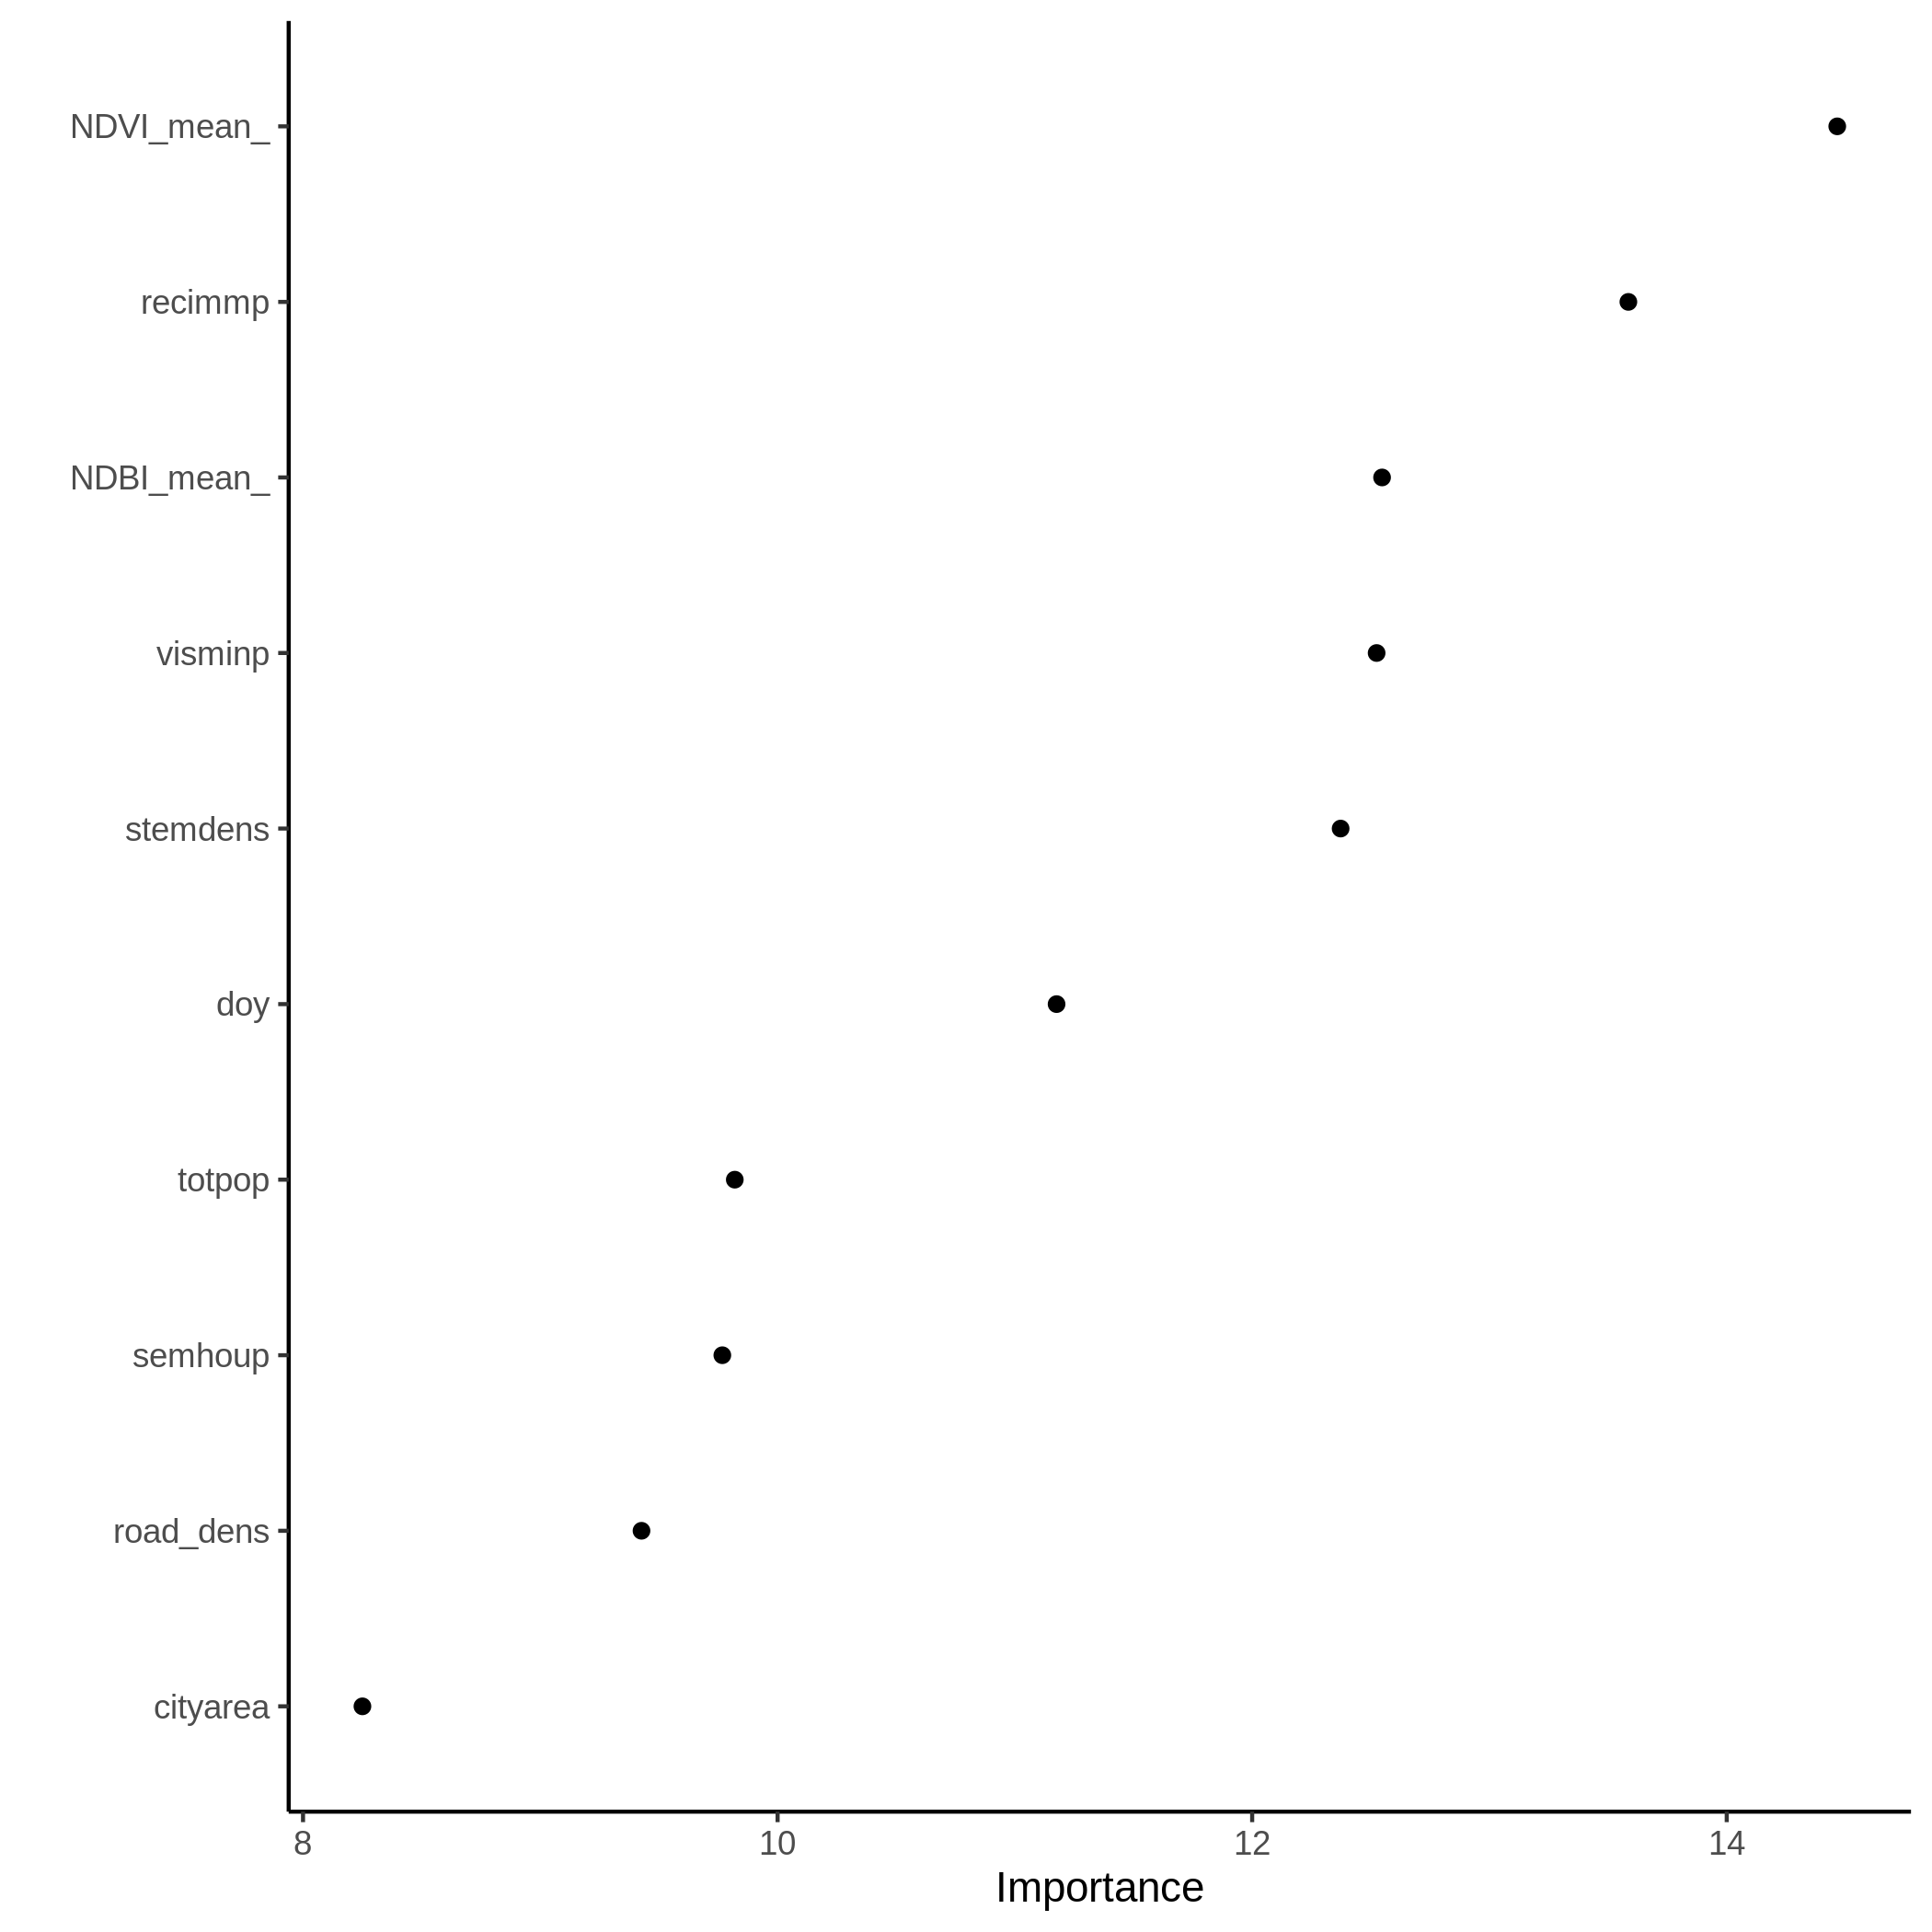 NDVI_mean_
recimmp
NDBI_mean_
visminp
stemdens
doy
totpop
semhoup
road_dens
cityarea
8 10 12 14
Importance